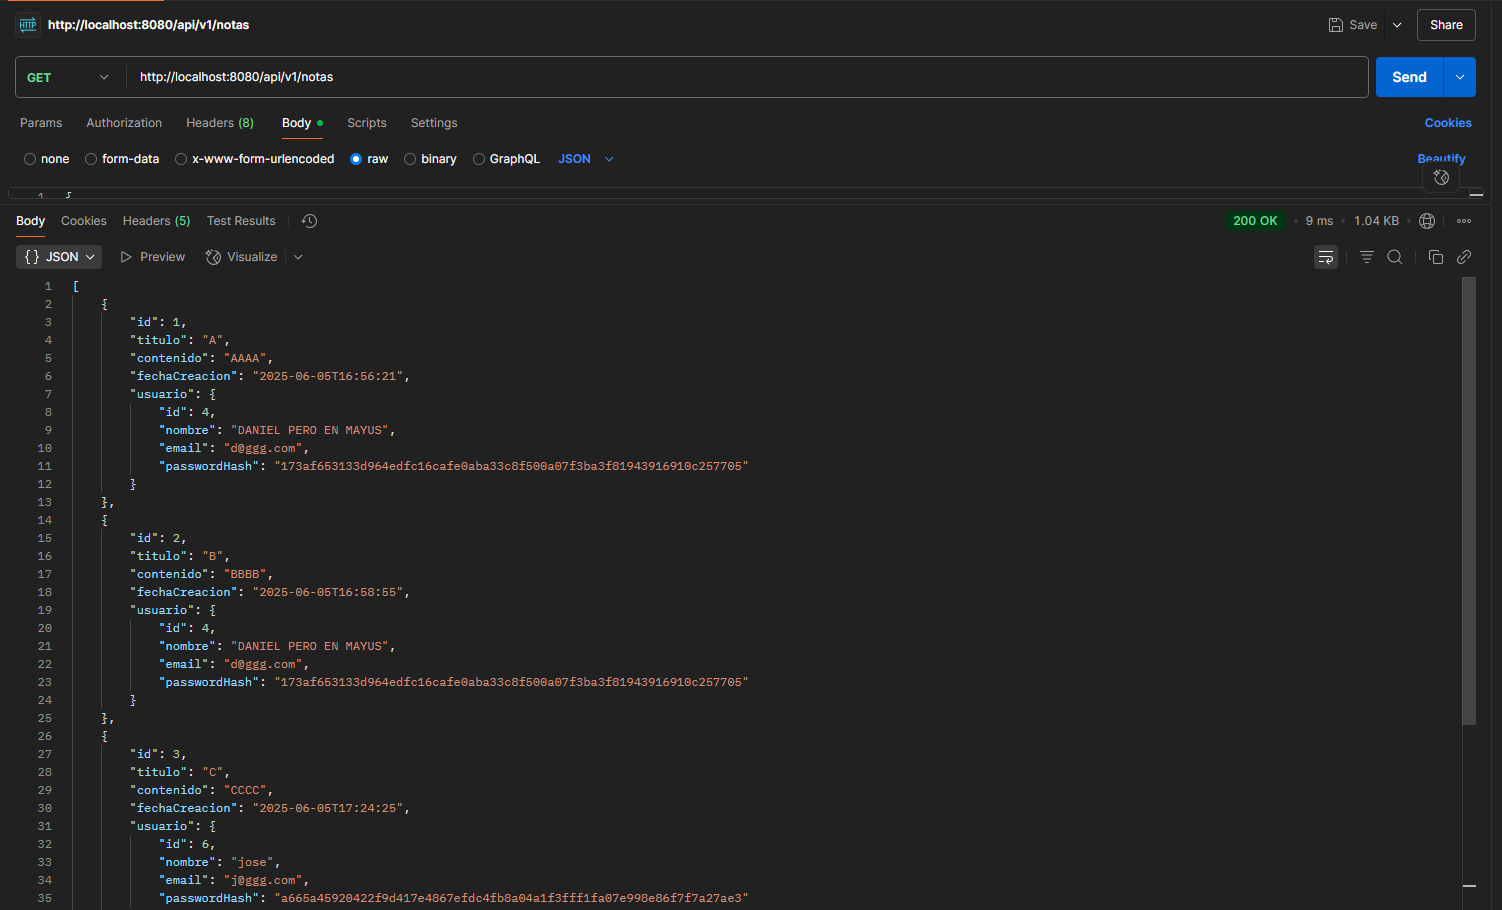 HTTP http://localhost:8080/api/v1/notas Save Share
GET http://localhost:8080/api/v1/notas Send
Params Authorization Headers (8) Body Scripts Settings Cookies
none form-data x-www-form-urlencoded raw binary GraphQL JSON Beautify
1 {
Body Cookies Headers (5) Test Results 200 OK • 9 ms • 1.04 KB •
{} JSON Preview Visualize
1 [
2 {
3 "id": 1,
4 "titulo": "A",
5 "contenido": "AAAA",
6 "fechaCreacion": "2025-06-05T16:56:21",
7 "usuario": {
8 "id": 4,
9 "nombre": "DANIEL PERO EN MAYUS",
10 "email": "d@ggg.com",
11 "passwordHash": "173af653133d964edfc16cafe0aba33c8f500a07f3ba3f81943916910c257705"
12 }
13 },
14 {
15 "id": 2,
16 "titulo": "B",
17 "contenido": "BBBB",
18 "fechaCreacion": "2025-06-05T16:58:55",
19 "usuario": {
20 "id": 4,
21 "nombre": "DANIEL PERO EN MAYUS",
22 "email": "d@ggg.com",
23 "passwordHash": "173af653133d964edfc16cafe0aba33c8f500a07f3ba3f81943916910c257705"
24 }
25 },
26 {
27 "id": 3,
28 "titulo": "C",
29 "contenido": "CCCC",
30 "fechaCreacion": "2025-06-05T17:24:25",
31 "usuario": {
32 "id": 6,
33 "nombre": "jose",
34 "email": "j@ggg.com",
35 "passwordHash": "a665a45920422f9d417e4867efdc4fb8a04a1f3fff1fa07e998e86f7f7a27ae3"